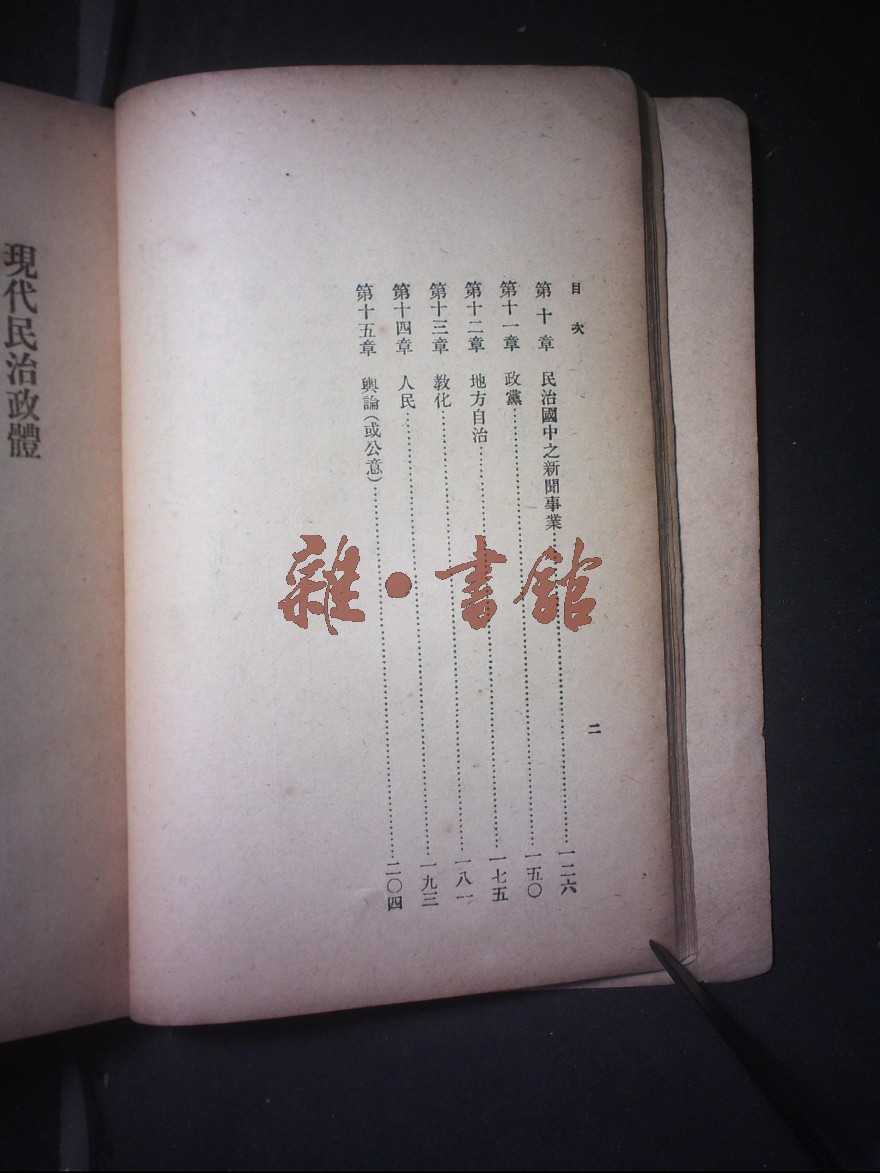 目次
第十章 民治國中之新聞事業……一二六
第十一章 政黨……一五〇
第十二章 地方自治……一七五
第十三章 教化……一八一
第十四章 人民……一九三
第十五章 輿論(或公意)……二〇四
二
現代民治政體
雜·書館